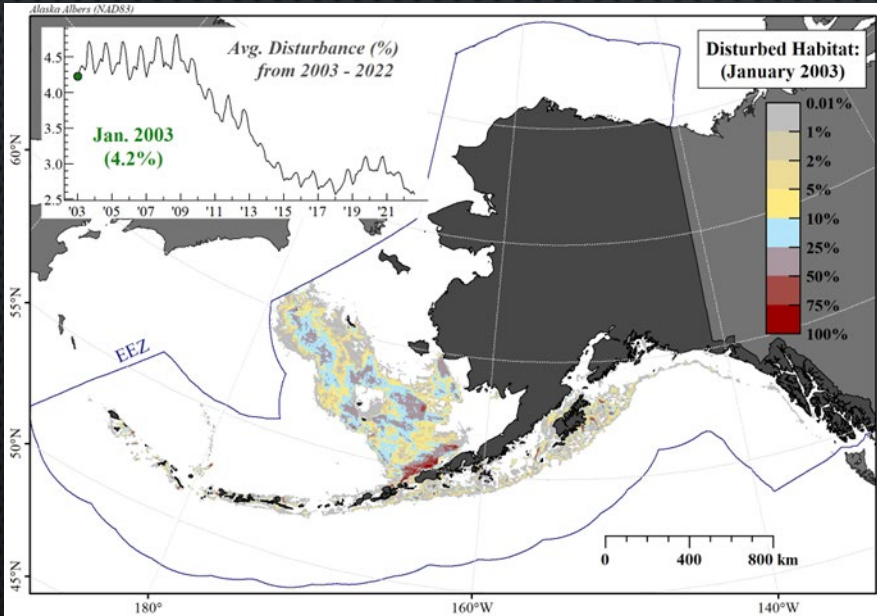 Alaska Albers (NAD83)
Avg. Disturbance (%)
from 2003 - 2022
4.5
4.0
3.5
3.0
2.5
Jan. 2003
(4.2%)
'03 '05 '07 '09 '11 '13 '15 '17 '19 '21
Disturbed Habitat:
(January 2003)
0.01%
1%
2%
5%
10%
25%
50%
75%
100%
60°N
55°N
50°N
45°N
EEZ
0 400 800 km
180° 160°W 140°W